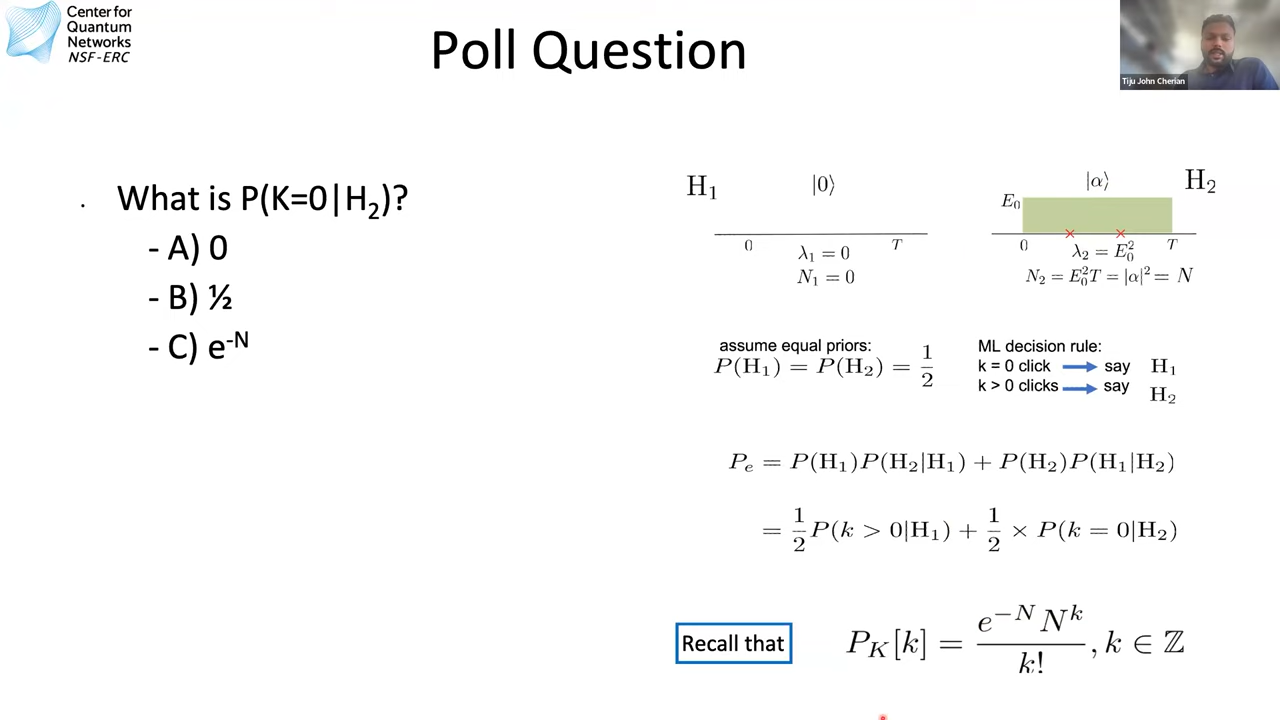 Center for
Quantum
Networks
NSF-ERC
Poll Question
Tiju John Cherian
. What is P(K=0|H₂)?
- A) 0
- B) ½
- C) e⁻ᴺ
H₁ |0⟩
0 T
λ₁ = 0
N₁ = 0
|α⟩ H₂
E₀
0 T
λ₂ = E₀²
N₂ = E₀²T = |α|² = N
assume equal priors:
P(H₁) = P(H₂) = 1/2
ML decision rule:
k = 0 click → say H₁
k > 0 clicks → say H₂
Pₑ = P(H₁)P(H₂|H₁) + P(H₂)P(H₁|H₂)
= 1/2 P(k > 0|H₁) + 1/2 × P(k = 0|H₂)
Recall that
P_K[k] = e⁻ᴺ Nᵏ / k! , k ∈ ℤ